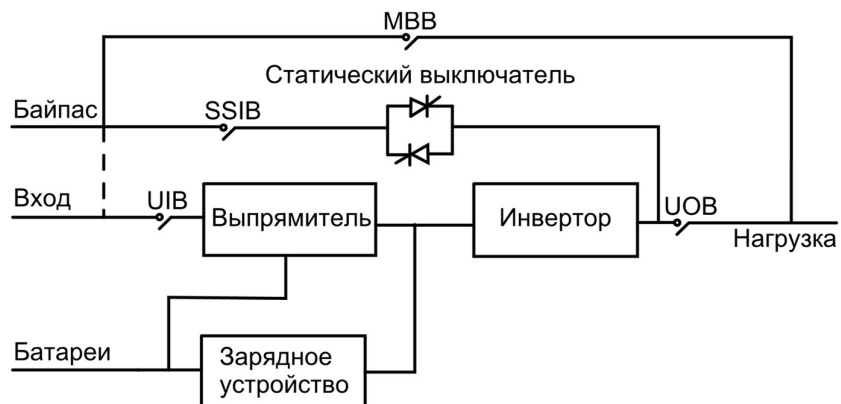 MBB
Статический выключатель
Байпас
SSIB
Вход
UIB
Выпрямитель
Инвертор
UOB
Нагрузка
Батареи
Зарядное
устройство